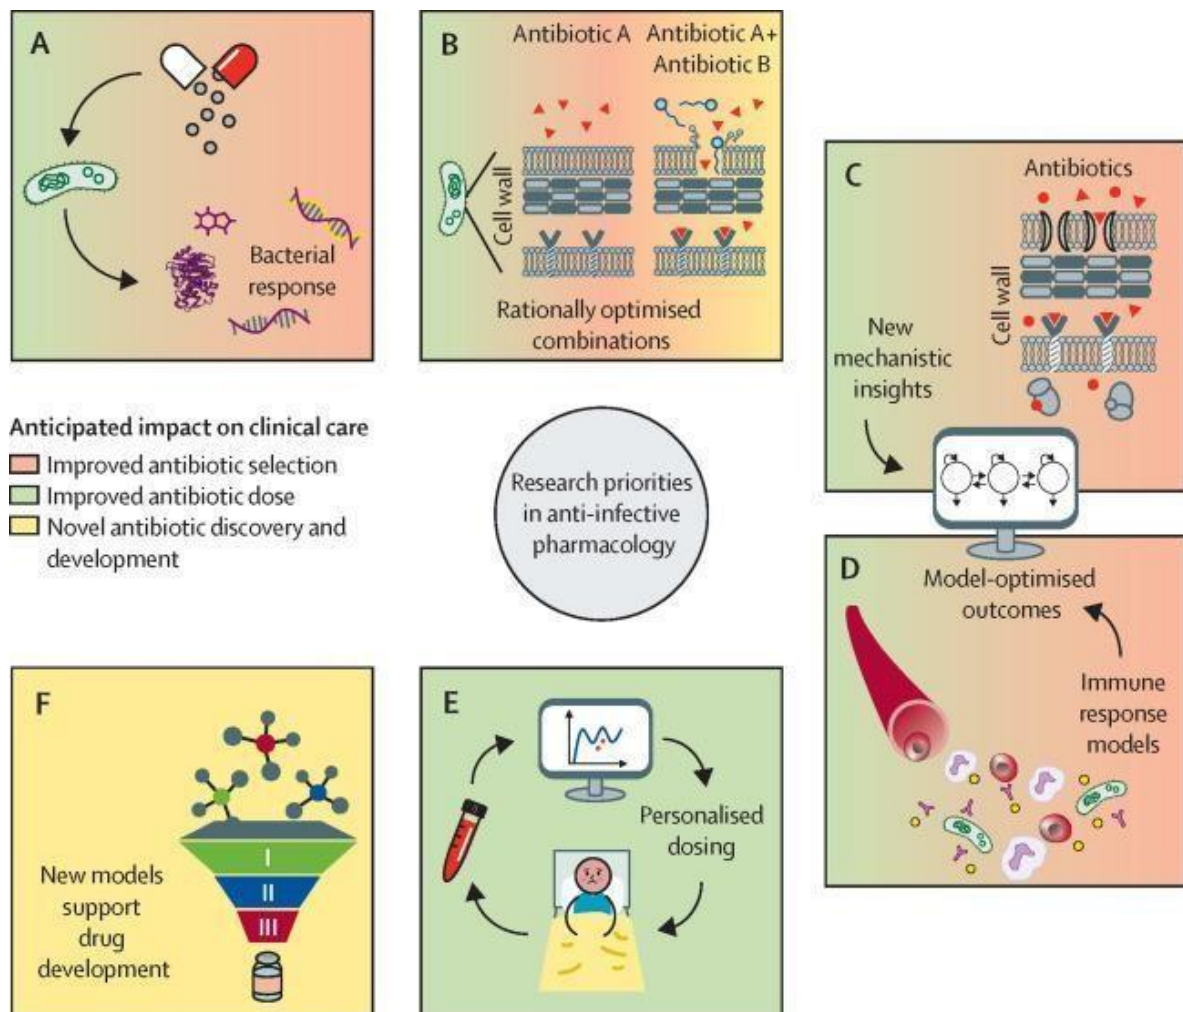 A
Bacterial
response
B
Antibiotic A
Antibiotic A+
Antibiotic B
Cell wall
Rationally optimised
combinations
C
Antibiotics
Cell wall
New
mechanistic
insights
Anticipated impact on clinical care
Improved antibiotic selection
Improved antibiotic dose
Novel antibiotic discovery and
development
Research priorities
in anti-infective
pharmacology
D
Model-optimised
outcomes
Immune
response
models
E
Personalised
dosing
F
I
II
III
New models
support
drug
development